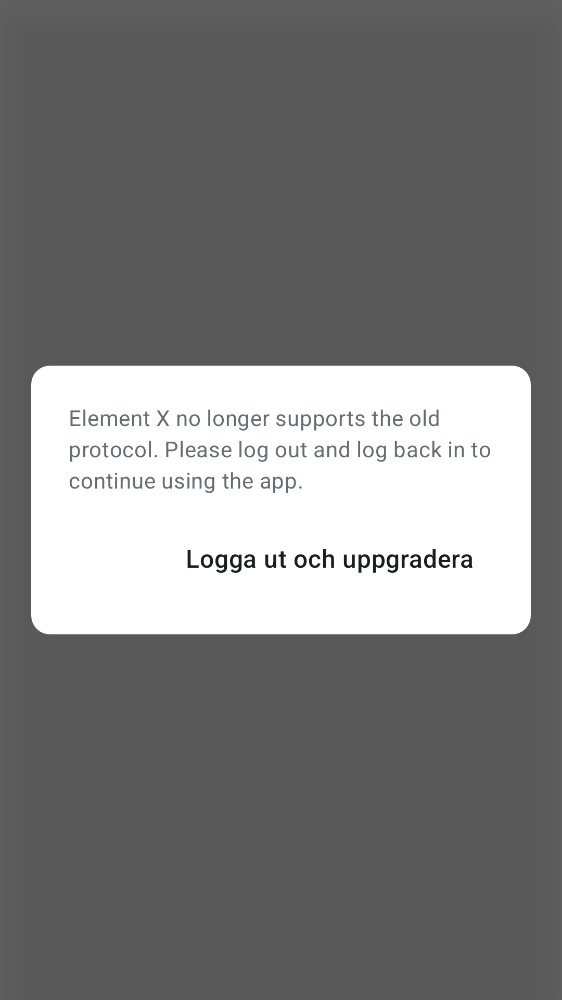 Element X no longer supports the old
protocol. Please log out and log back in to
continue using the app.
Logga ut och uppgradera